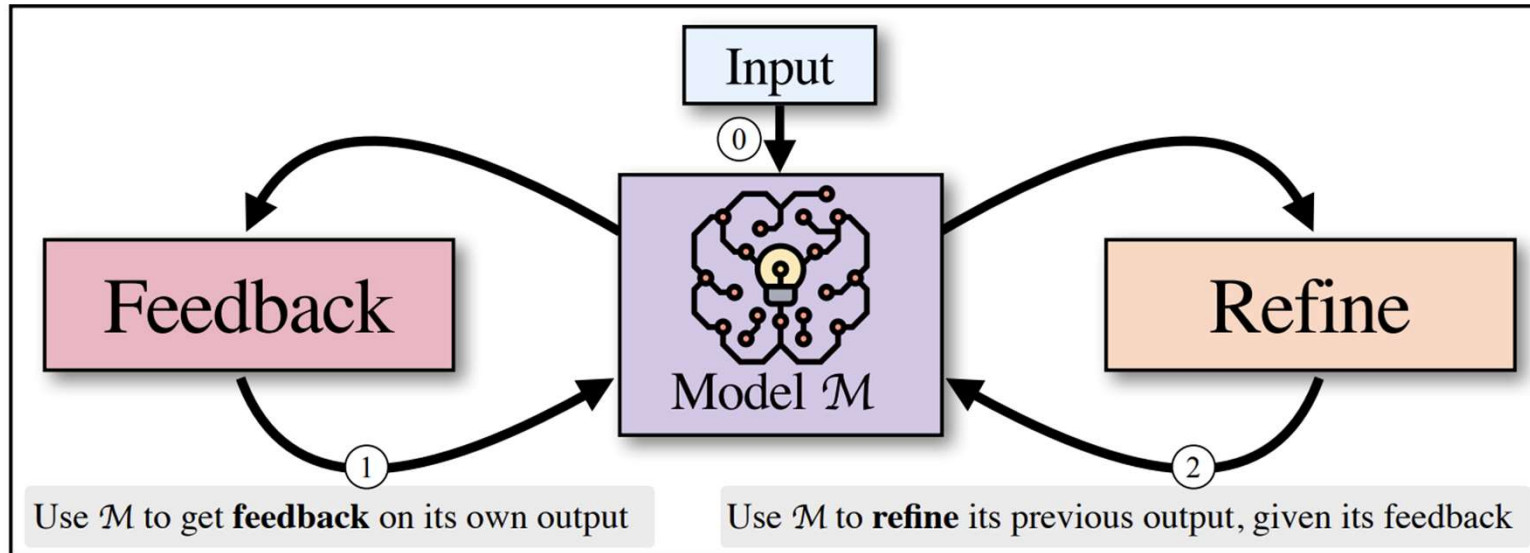 Input
0
Feedback
Model ℳ
Refine
1
2
Use ℳ to get feedback on its own output
Use ℳ to refine its previous output, given its feedback